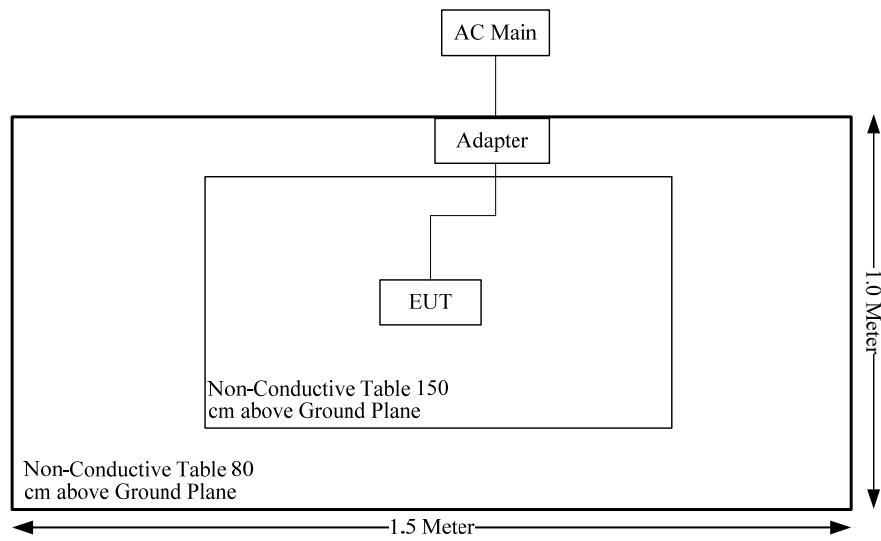 AC Main
Adapter
EUT
1.0 Meter
Non-Conductive Table 150
cm above Ground Plane
Non-Conductive Table 80
cm above Ground Plane
1.5 Meter